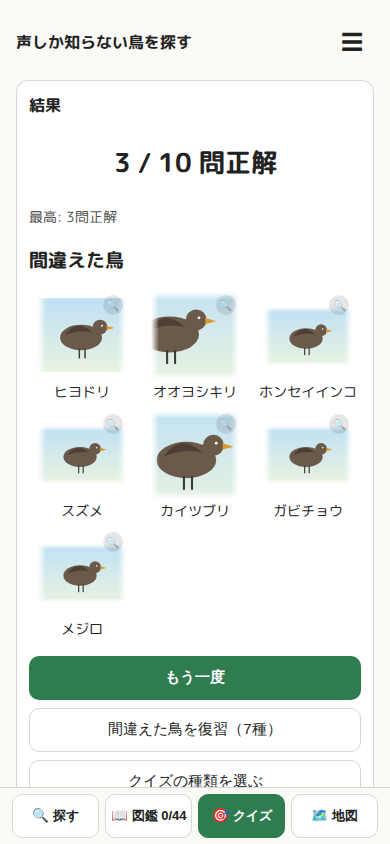 声しか知らない鳥を探す
結果
3 / 10 問正解
最高: 3問正解
間違えた鳥
ヒヨドリ
オオヨシキリ
ホンセイインコ
スズメ
カイツブリ
ガビチョウ
メジロ
もう一度
間違えた鳥を復習（7種）
クイズの種類を選ぶ
探す
図鑑 0/44
クイズ
地図